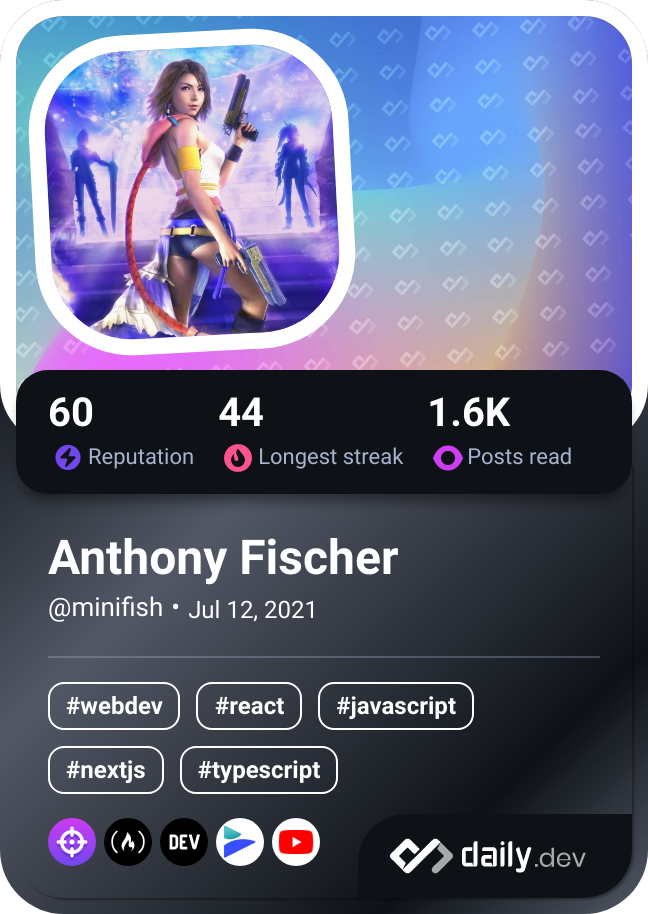 60 44 1.6K
Reputation Longest streak Posts read
Anthony Fischer
@minifish • Jul 12, 2021
#webdev #react #javascript
#nextjs #typescript
DEV
daily.dev